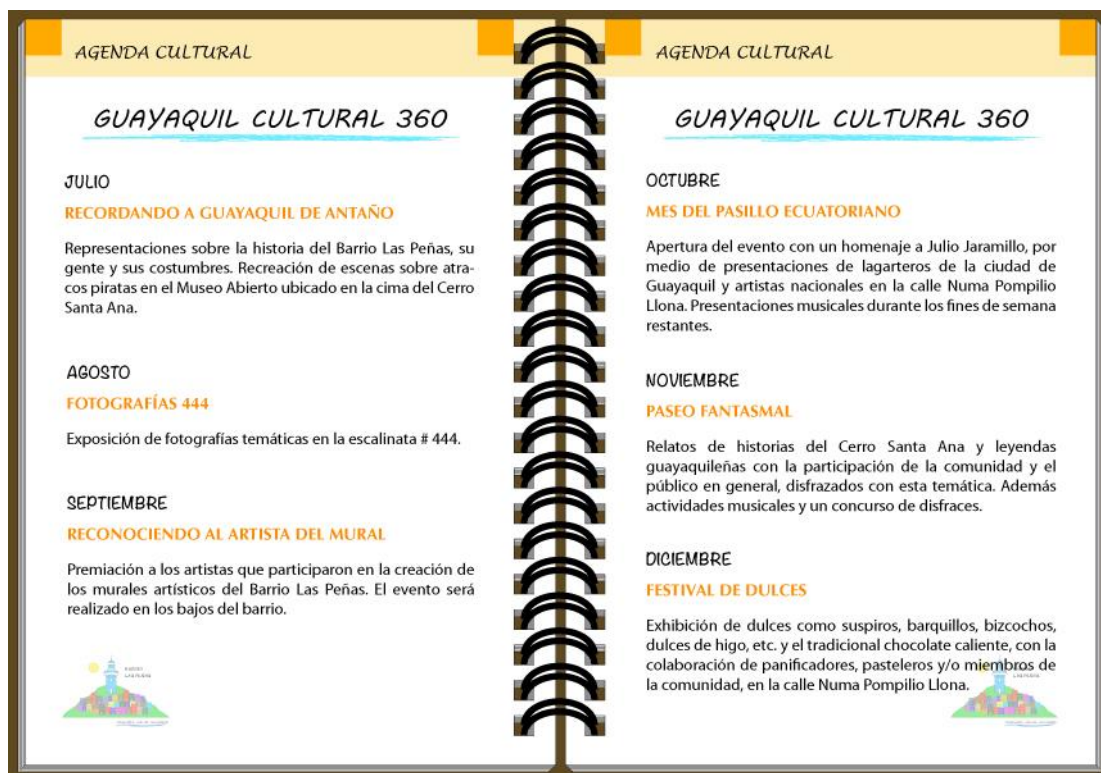 AGENDA CULTURAL
GUAYAQUIL CULTURAL 360
JULIO
RECORDANDO A GUAYAQUIL DE ANTAÑO
Representaciones sobre la historia del Barrio Las Peñas, su
gente y sus costumbres. Recreación de escenas sobre atra-
cos piratas en el Museo Abierto ubicado en la cima del Cerro
Santa Ana.
AGOSTO
FOTOGRAFÍAS 444
Exposición de fotografías temáticas en la escalinata # 444.
SEPTIEMBRE
RECONOCIENDO AL ARTISTA DEL MURAL
Premiación a los artistas que participaron en la creación de
los murales artísticos del Barrio Las Peñas. El evento será
realizado en los bajos del barrio.
AGENDA CULTURAL
GUAYAQUIL CULTURAL 360
OCTUBRE
MES DEL PASILLO ECUATORIANO
Apertura del evento con un homenaje a Julio Jaramillo, por
medio de presentaciones de lagarteros de la ciudad de
Guayaquil y artistas nacionales en la calle Numa Pompilio
Llona. Presentaciones musicales durante los fines de semana
restantes.
NOVIEMBRE
PASEO FANTASMAL
Relatos de historias del Cerro Santa Ana y leyendas
guayaquileñas con la participación de la comunidad y el
público en general, disfrazados con esta temática. Además
actividades musicales y un concurso de disfraces.
DICIEMBRE
FESTIVAL DE DULCES
Exhibición de dulces como suspiros, barquillos, bizcochos,
dulces de higo, etc. y el tradicional chocolate caliente, con la
colaboración de panificadores, pasteleros y/o miembros de
la comunidad, en la calle Numa Pompilio Llona.